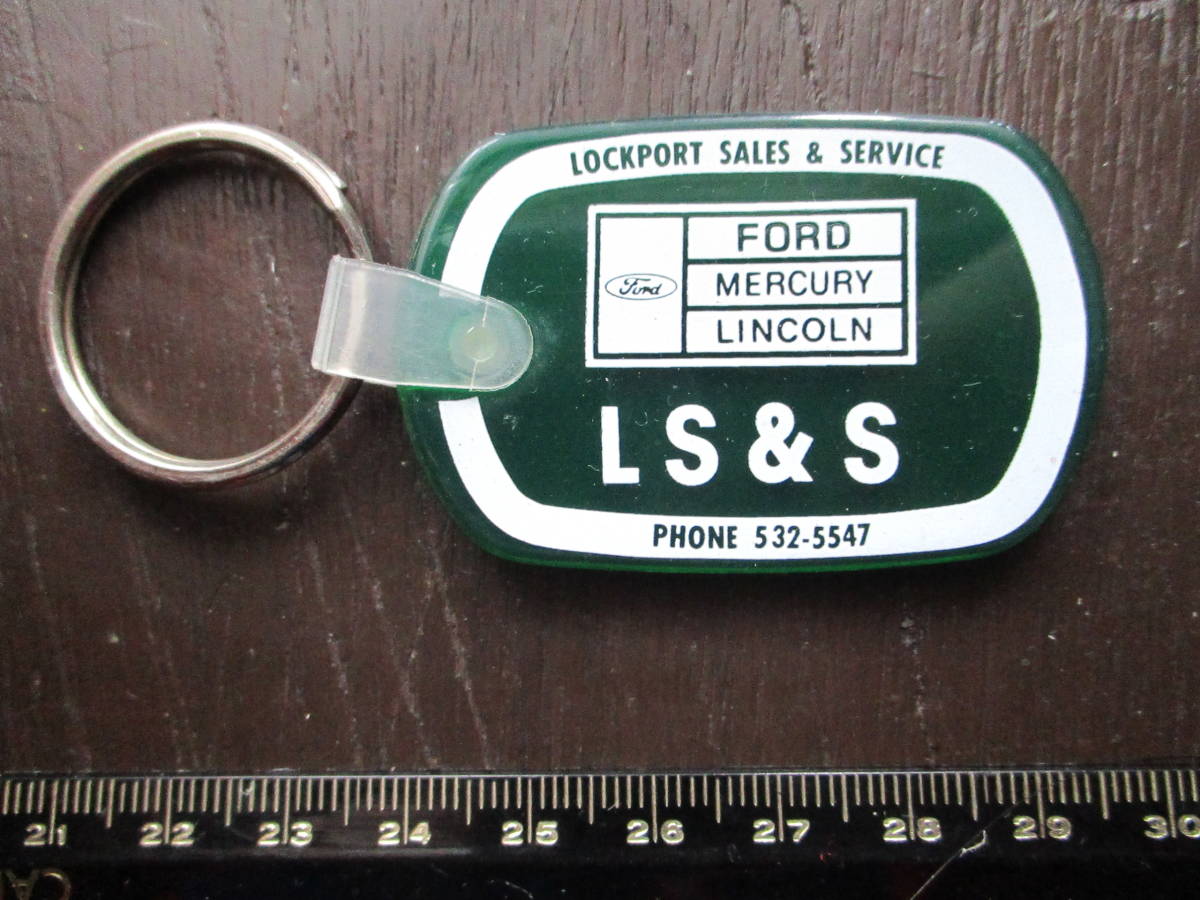 LOCKPORT SALES & SERVICE
Ford
FORD
MERCURY
LINCOLN
LS&S
PHONE 532-5547
21 22 23 24 25 26 27 28 29 30